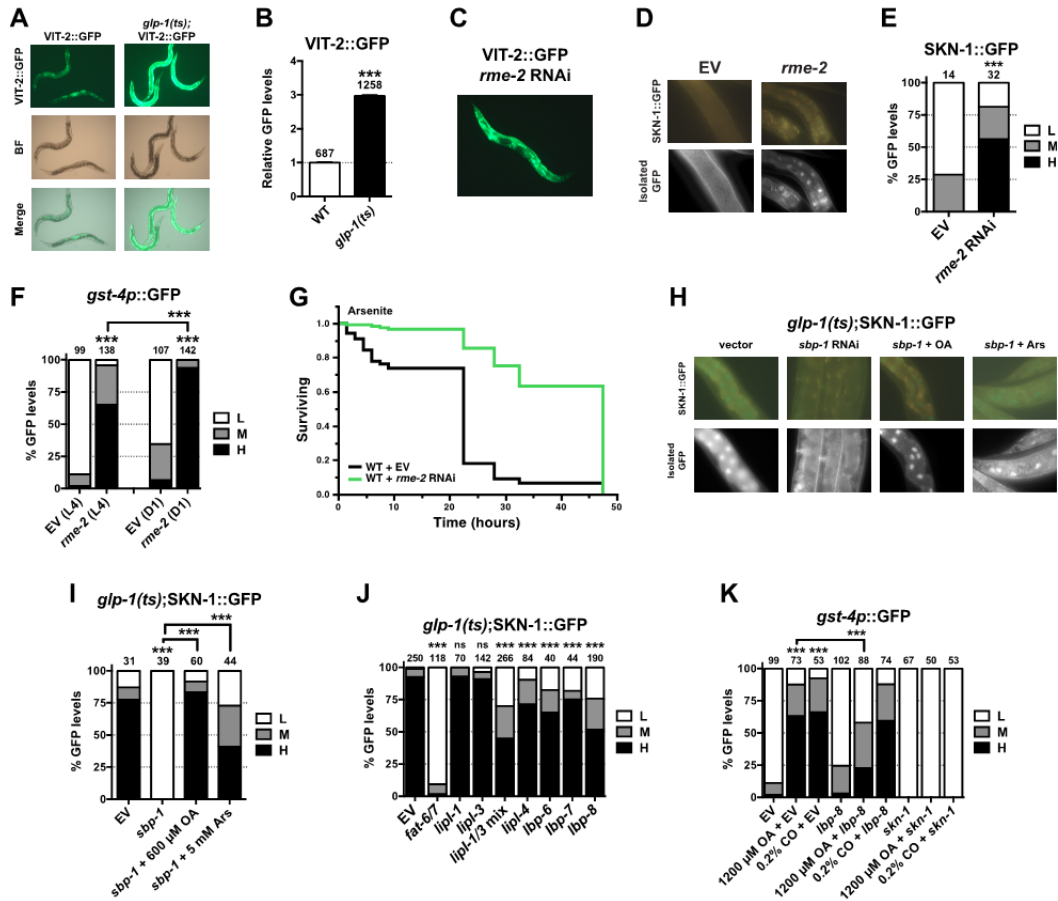 A
VIT-2::GFP
glp-1(ts);
VIT-2::GFP
VIT-2::GFP
BF
Merge
B
VIT-2::GFP
Relative GFP levels
4
3
2
1
0
687
***
1258
WT
glp-1(ts)
C
VIT-2::GFP
rme-2 RNAi
D
EV
rme-2
SKN-1::GFP
Isolated
GFP
E
SKN-1::GFP
***
14
32
% GFP levels
100
75
50
25
0
L
M
H
EV
rme-2 RNAi
F
gst-4p::GFP
***
***
***
99
138
107
142
% GFP levels
100
75
50
25
0
L
M
H
EV (L4)
rme-2 (L4)
EV (D1)
rme-2 (D1)
G
Arsenite
Surviving
1.0
0.8
0.6
0.4
0.2
0.0
WT + EV
WT + rme-2 RNAi
0
10
20
30
40
50
Time (hours)
H
glp-1(ts);SKN-1::GFP
vector
sbp-1 RNAi
sbp-1 + OA
sbp-1 + Ars
SKN-1::GFP
Isolated
GFP
I
glp-1(ts);SKN-1::GFP
***
***
***
31
39
60
44
% GFP levels
100
75
50
25
0
L
M
H
EV
sbp-1
sbp-1 + 600 µM OA
sbp-1 + 5 mM Ars
J
glp-1(ts);SKN-1::GFP
*** ns ns *** *** *** *** ***
250 118 70 142 266 84 40 44 190
% GFP levels
100
75
50
25
0
L
M
H
EV
fat-6/7
lipl-1
lipl-3
lipl-1/3 mix
lipl-4
lbp-6
lbp-7
lbp-8
K
gst-4p::GFP
***
*** ***
99 73 53 102 88 74 67 50 53
% GFP levels
100
75
50
25
0
L
M
H
EV
1200 µM OA + EV
0.2% CO + EV
lbp-8
1200 µM OA + lbp-8
0.2% CO + lbp-8
skn-1
1200 µM OA + skn-1
0.2% CO + skn-1